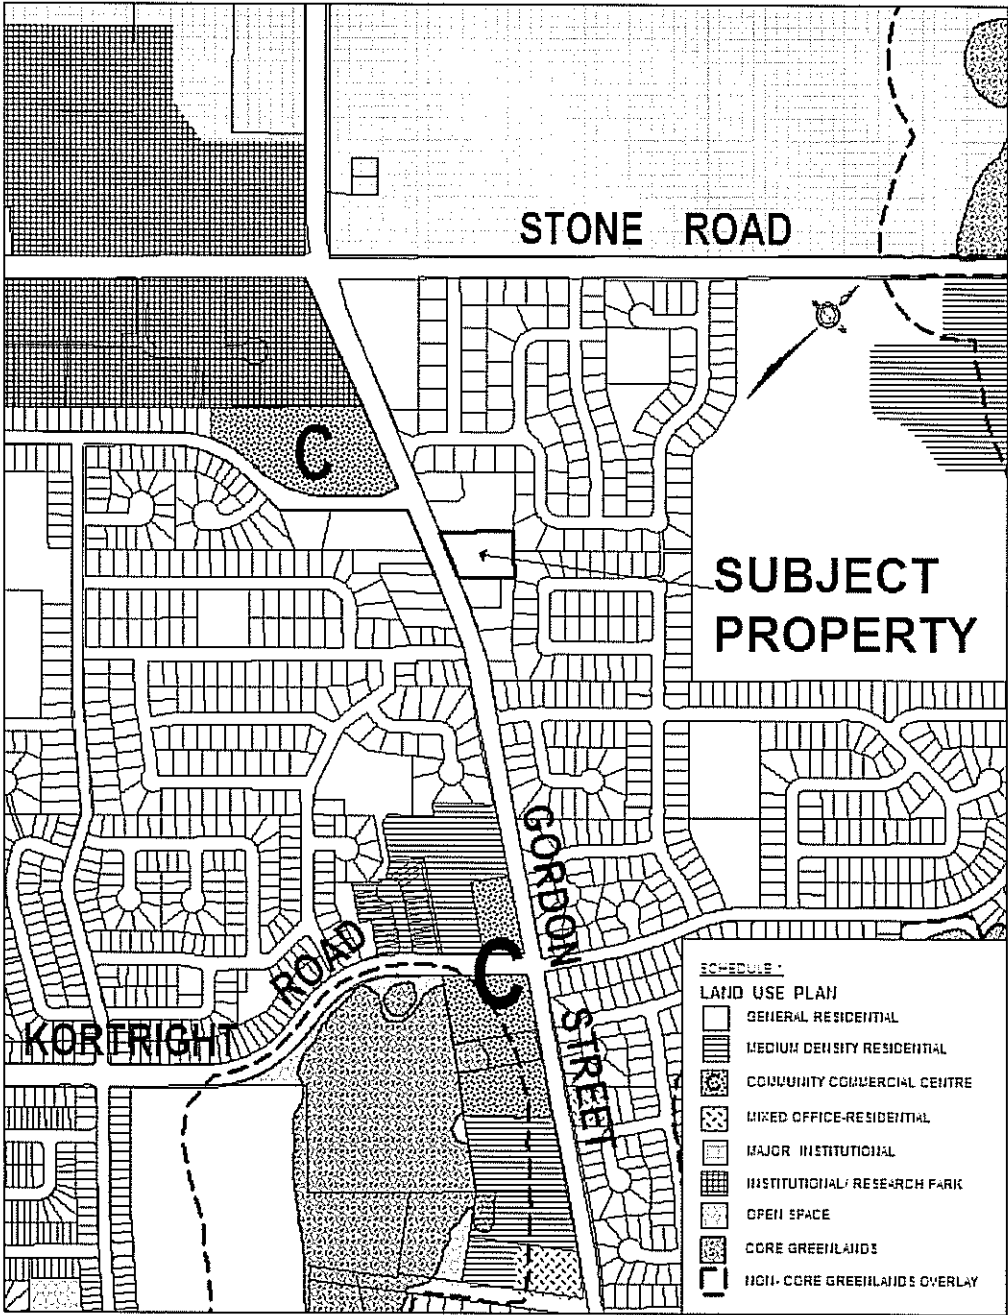 STONE ROAD
C
SUBJECT
PROPERTY
GORDON
STREET
C
KORTRIGHT
ROAD
SCHEDULE 1
LAND USE PLAN
GENERAL RESIDENTIAL
MEDIUM DENSITY RESIDENTIAL
C COMMUNITY COMMERCIAL CENTRE
MIXED OFFICE-RESIDENTIAL
MAJOR INSTITUTIONAL
INSTITUTIONAL/ RESEARCH PARK
OPEN SPACE
CORE GREENLANDS
NON-CORE GREENLANDS OVERLAY